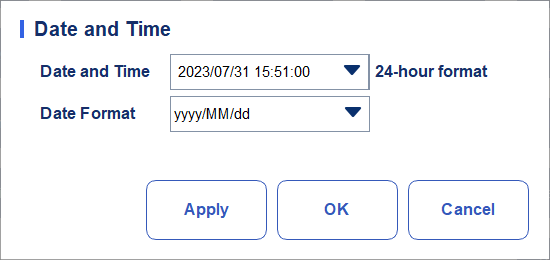 Date and Time
Date and Time 2023/07/31 15:51:00 24-hour format
Date Format yyyy/MM/dd
Apply OK Cancel